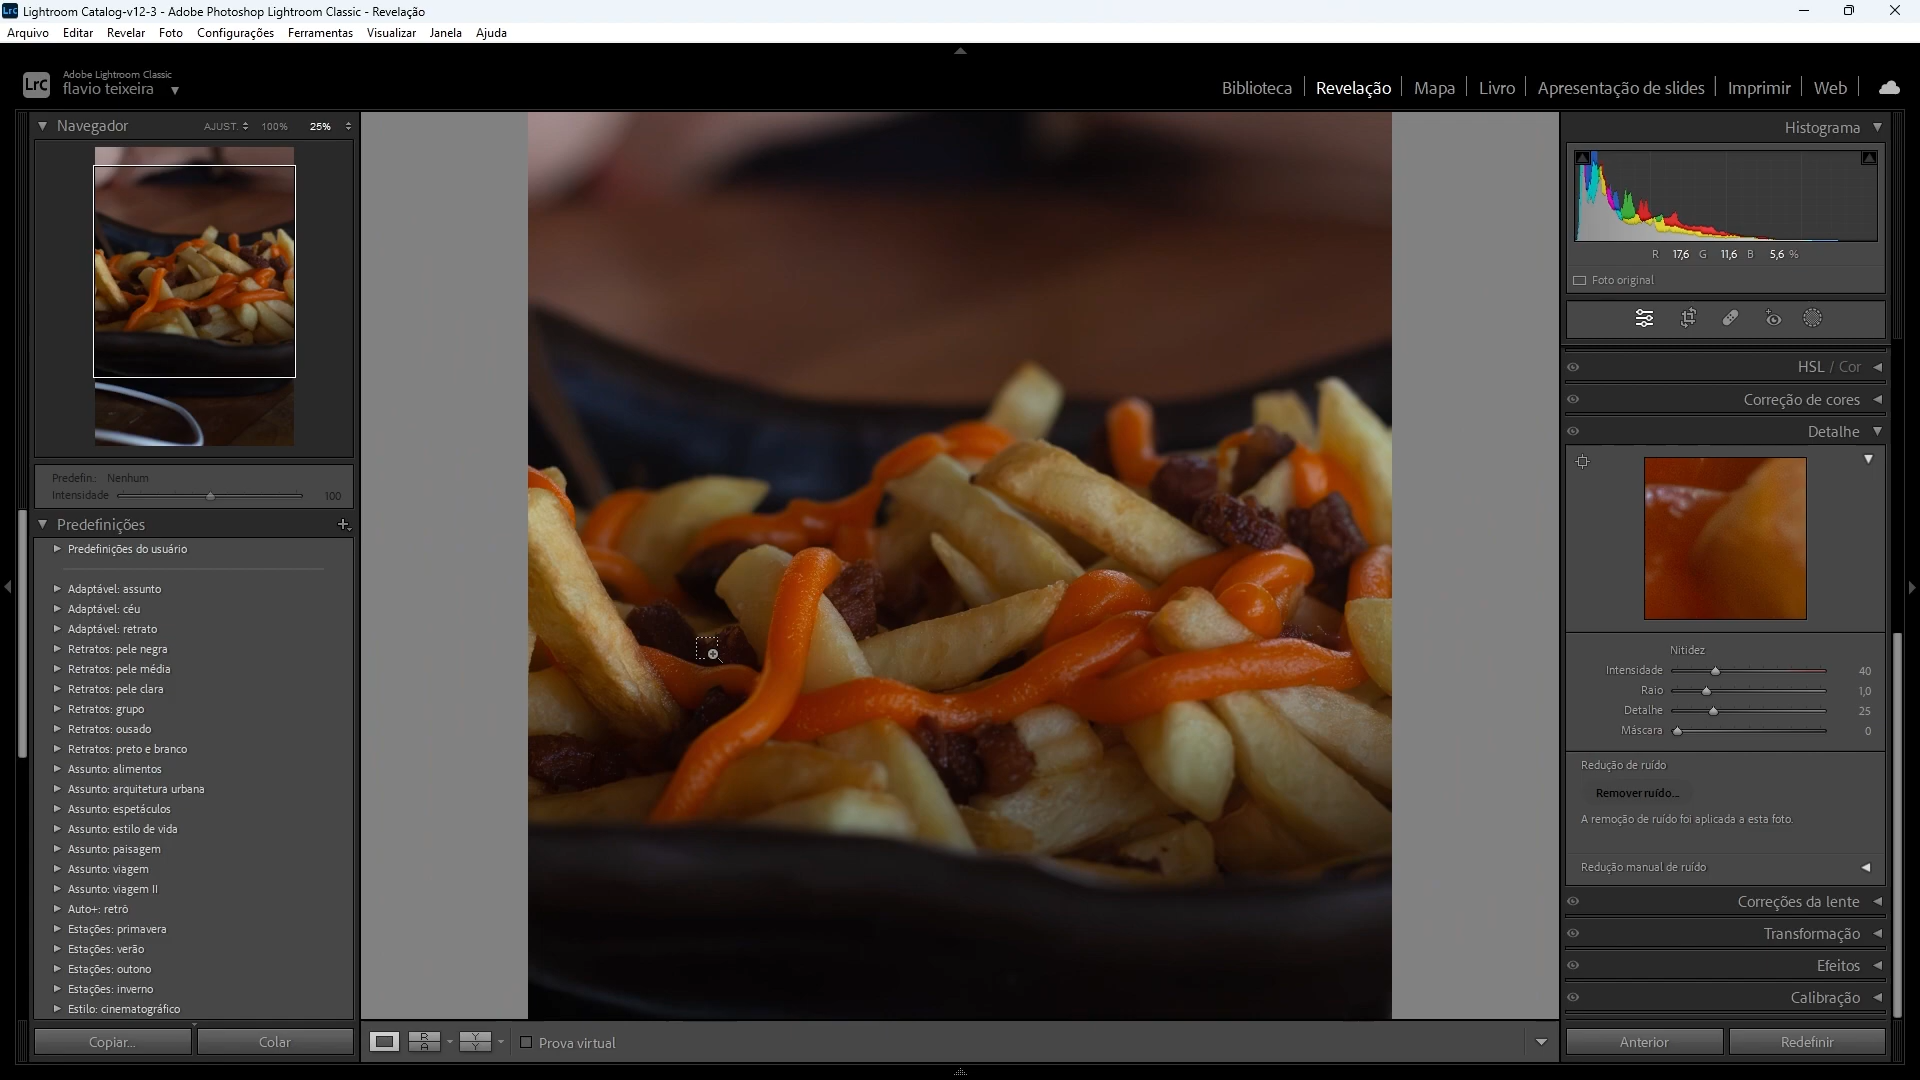 Lightroom Catalog-v12-3 - Adobe Photoshop Lightroom Classic - Revelação
Arquivo Editar Revelar Foto Configurações Ferramentas Visualizar Janela Ajuda
LrC
Adobe Lightroom Classic
flavio teixeira
Biblioteca Revelação Mapa Livro Apresentação de slides Imprimir Web
Navegador AJUST. 100% 25%
Predefin.: Nenhum
Intensidade 100
Predefinições
Predefinições do usuário
Adaptável: assunto
Adaptável: céu
Adaptável: retrato
Retratos: pele negra
Retratos: pele média
Retratos: pele clara
Retratos: grupo
Retratos: ousado
Retratos: preto e branco
Assunto: alimentos
Assunto: arquitetura urbana
Assunto: espetáculos
Assunto: estilo de vida
Assunto: paisagem
Assunto: viagem
Assunto: viagem II
Auto+: retrô
Estações: primavera
Estações: verão
Estações: outono
Estações: inverno
Estilo: cinematográfico
Copiar... Colar
R A Y Y Prova virtual
Histograma
R 17,6 G 11,6 B 5,6 %
Foto original
HSL / Cor
Correção de cores
Detalhe
Nitidez
Intensidade 40
Raio 1,0
Detalhe 25
Máscara 0
Redução de ruído
Remover ruído...
A remoção de ruído foi aplicada a esta foto.
Redução manual de ruído
Correções da lente
Transformação
Efeitos
Calibração
Anterior Redefinir